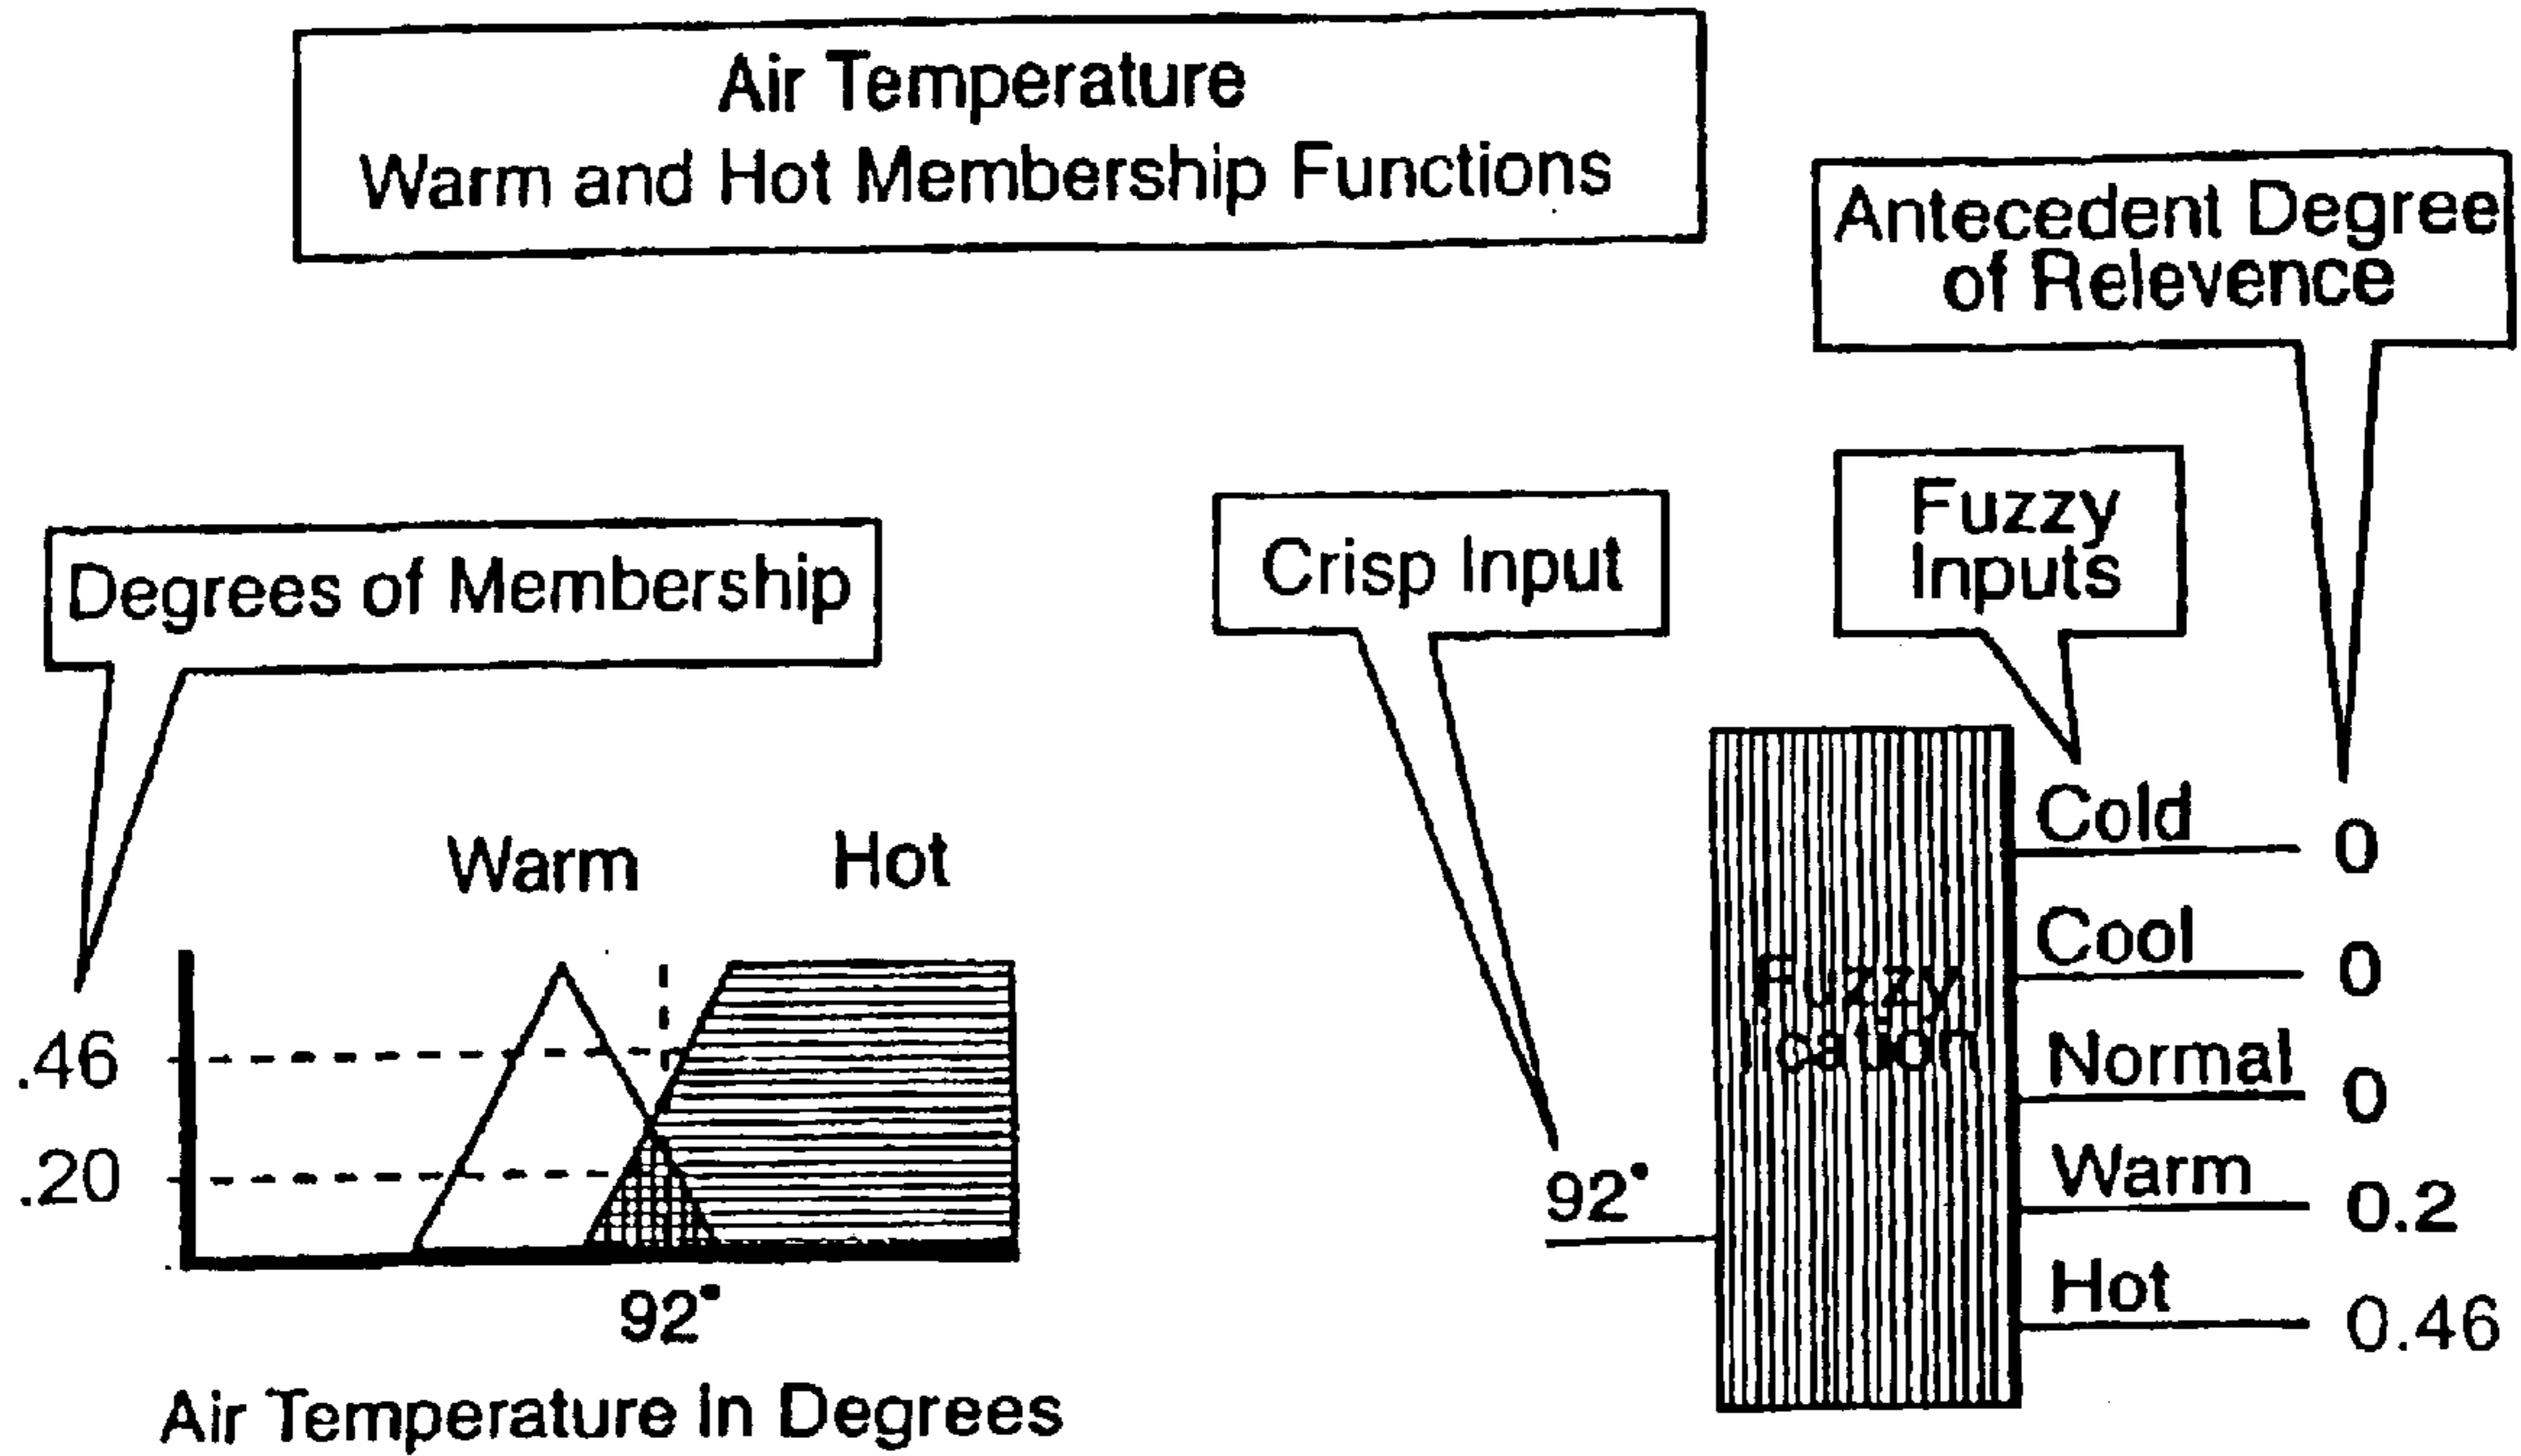 Air Temperature
Warm and Hot Membership Functions
Antecedent Degree
of Relevence
Degrees of Membership
Crisp Input
Fuzzy
Inputs
Warm
Hot
.46
.20
92°
Air Temperature In Degrees
92°
Fuzzy
ication
Cold 0
Cool 0
Normal 0
Warm 0.2
Hot 0.46